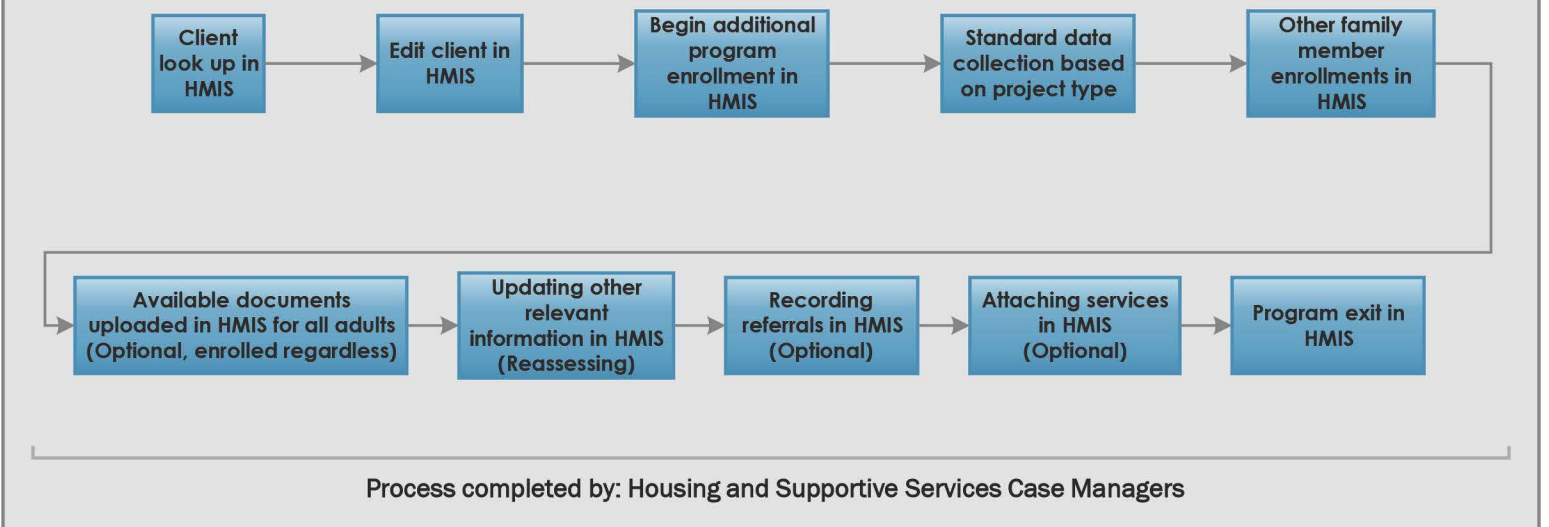 Client
look up in
HMIS
Edit client in
HMIS
Begin additional
program
enrollment in
HMIS
Standard data
collection based
on project type
Other family
member
enrollments in
HMIS
Available documents
uploaded in HMIS for all adults
(Optional, enrolled regardless)
Updating other
relevant
information in HMIS
(Reassessing)
Recording
referrals in HMIS
(Optional)
Attaching services
in HMIS
(Optional)
Program exit in
HMIS
Process completed by: Housing and Supportive Services Case Managers